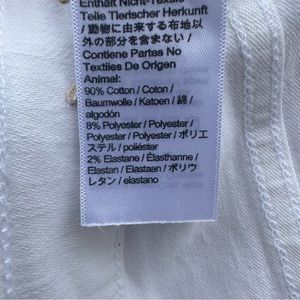 Enthält Nicht-Textile
Teile Tierischer Herkunft
/ 動物に由来する布地以
外の部分を含まない /
Contiene Partes No
Textiles De Origen
Animal:
90% Cotton / Coton /
Baumwolle / Katoen / 綿 /
algodón
8% Polyester / Polyester /
Polyester / Polyester / ポリエ
ステル / poliéster
2% Elastane / Élasthanne /
Elastan / Elastaan / ポリウ
レタン / elastano